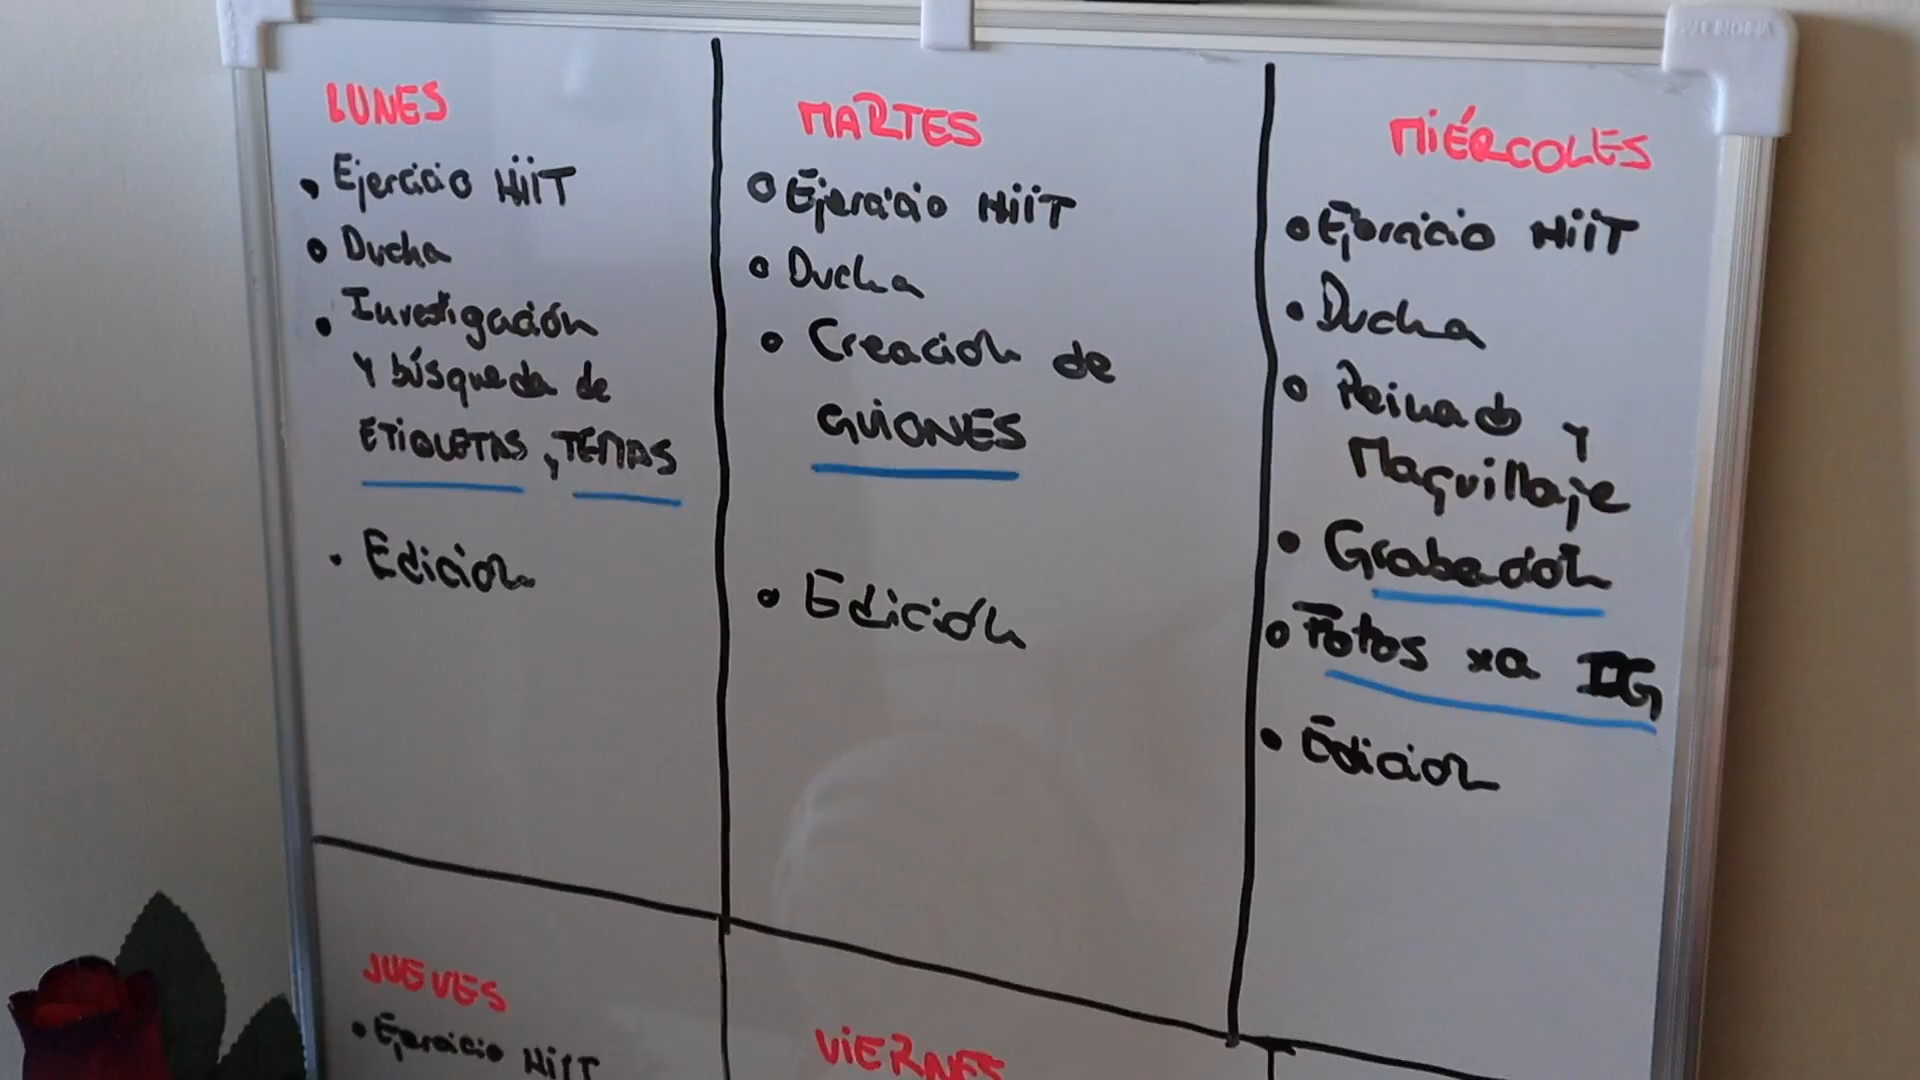 LUNES
• Ejercicio HiiT
• Ducha
• Investigación
Y búsqueda de
ETIQUETAS, TEMAS
• Edición
MARTES
• Ejercicio HiiT
• Ducha
• Creación de
GUIONES
• Edición
MIÉRCOLES
• Ejercicio HiiT
• Ducha
• Peinado y
Maquillaje
• Grabación
• Fotos xa IG
• Edición
JUEVES
• Ejercicio HiiT
VIERNES